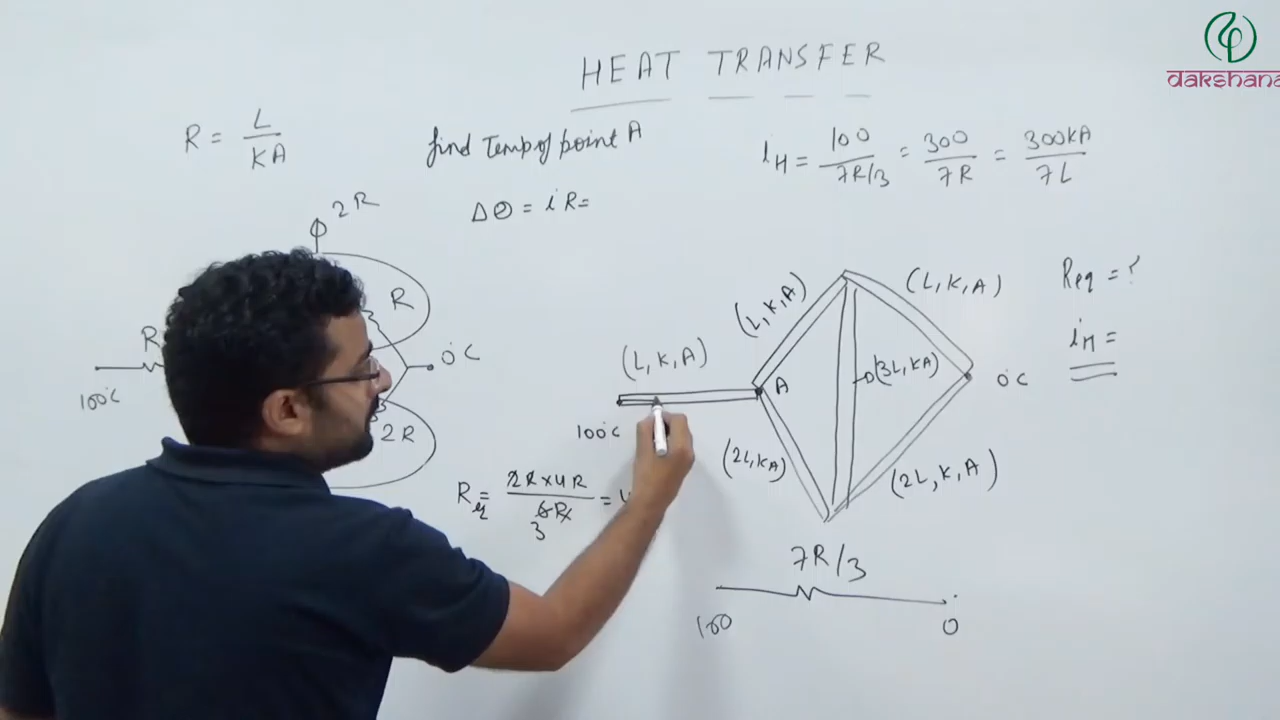 dakshana
HEAT TRANSFER
R = L / KA
find Temp of point A
i_H = 100 / 7R/3 = 300 / 7R = 300KA / 7L
ΔΘ = iR=
2R
R
R
0°C
100°C
2R
(L, K, A)
(L, K, A)
Req = ?
i_H =
(L, K, A)
A
(3L, KA)
0°C
100°C
(2L, KA)
(2L, K, A)
R_eq = 2R × 4R / 6R = 4
3
7R/3
100
0